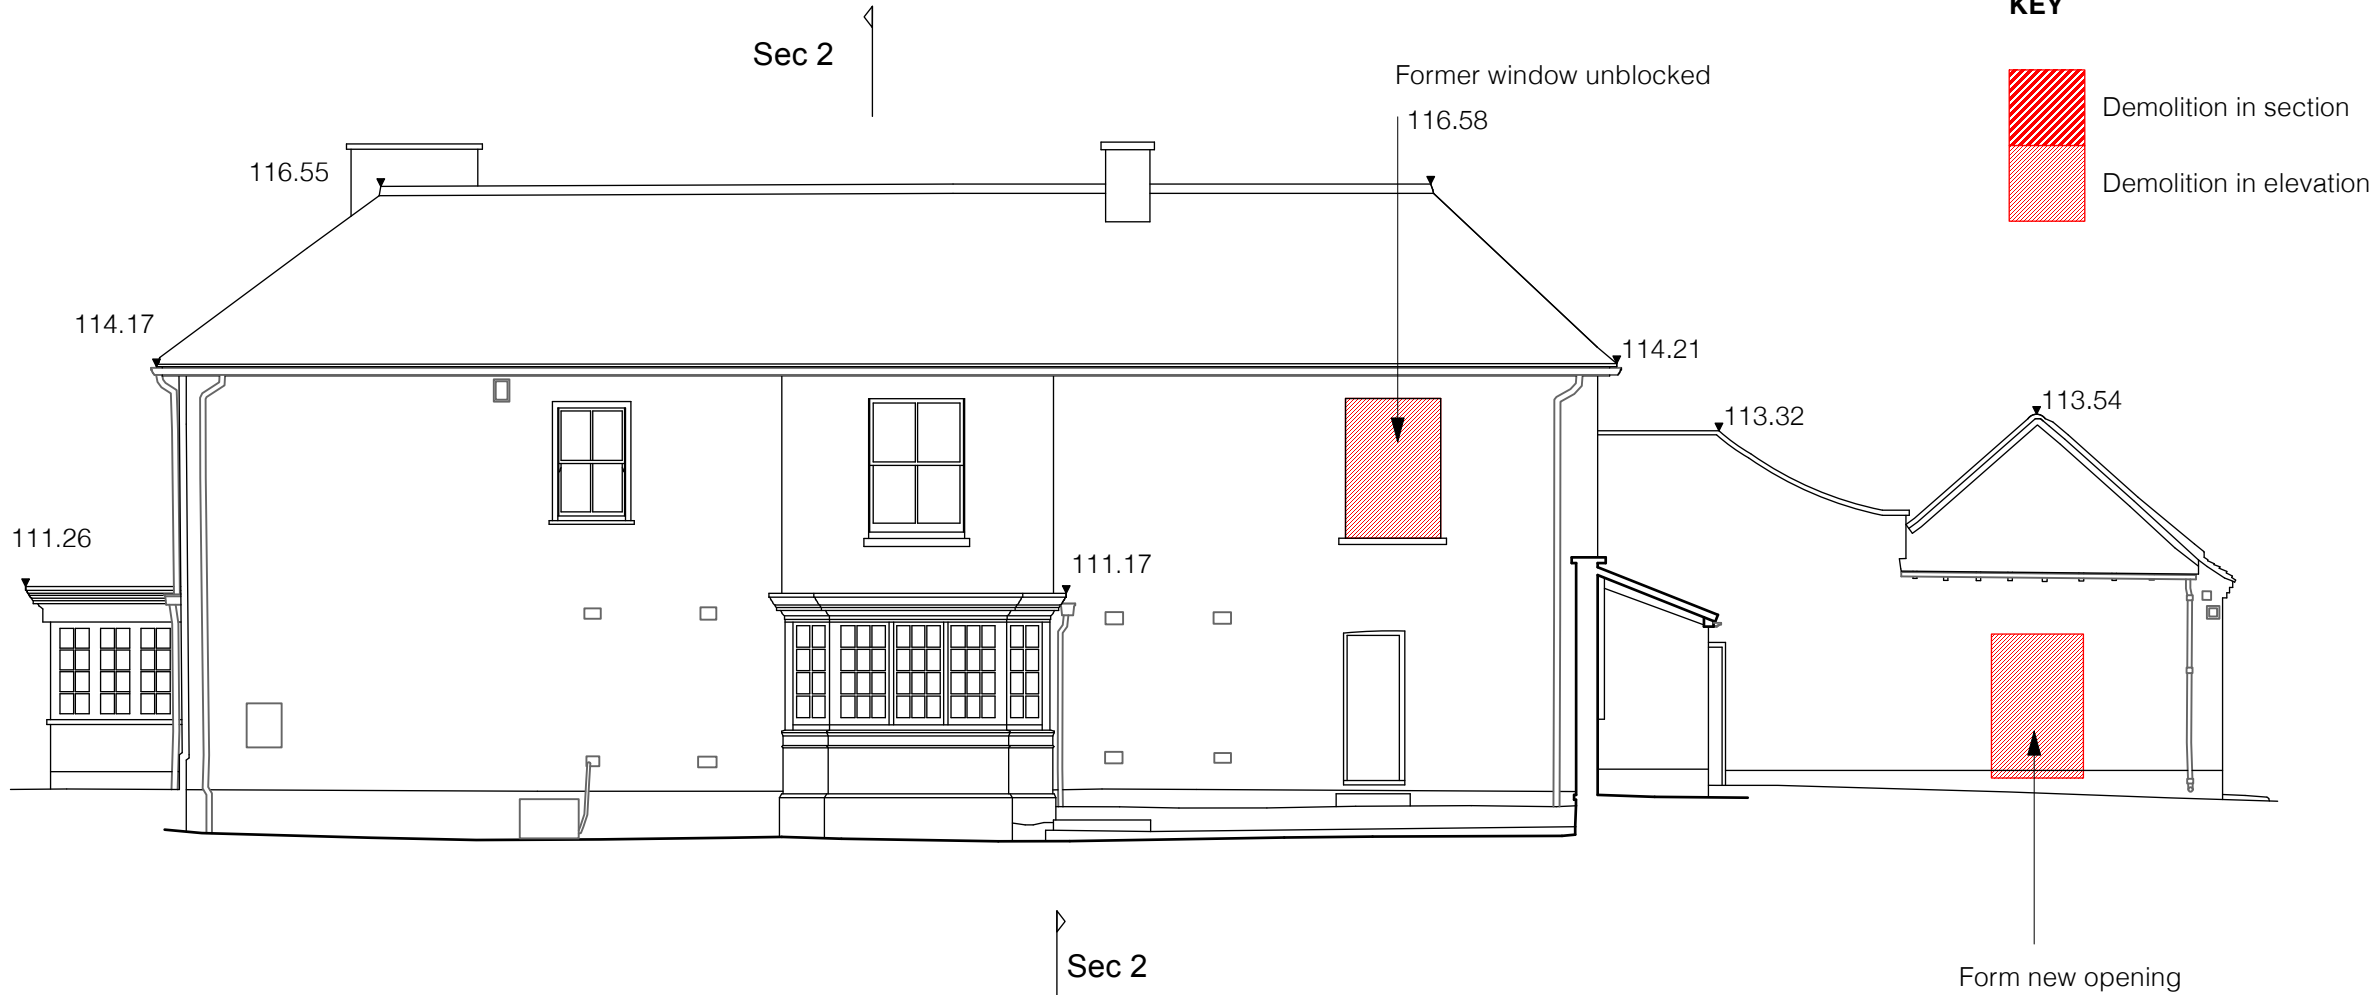 KEY
Sec 2
Former window unblocked
116.58
Demolition in section
116.55
Demolition in elevation
114.17
114.21
113.54
113.32
111.26
111.17
Sec 2
Form new opening